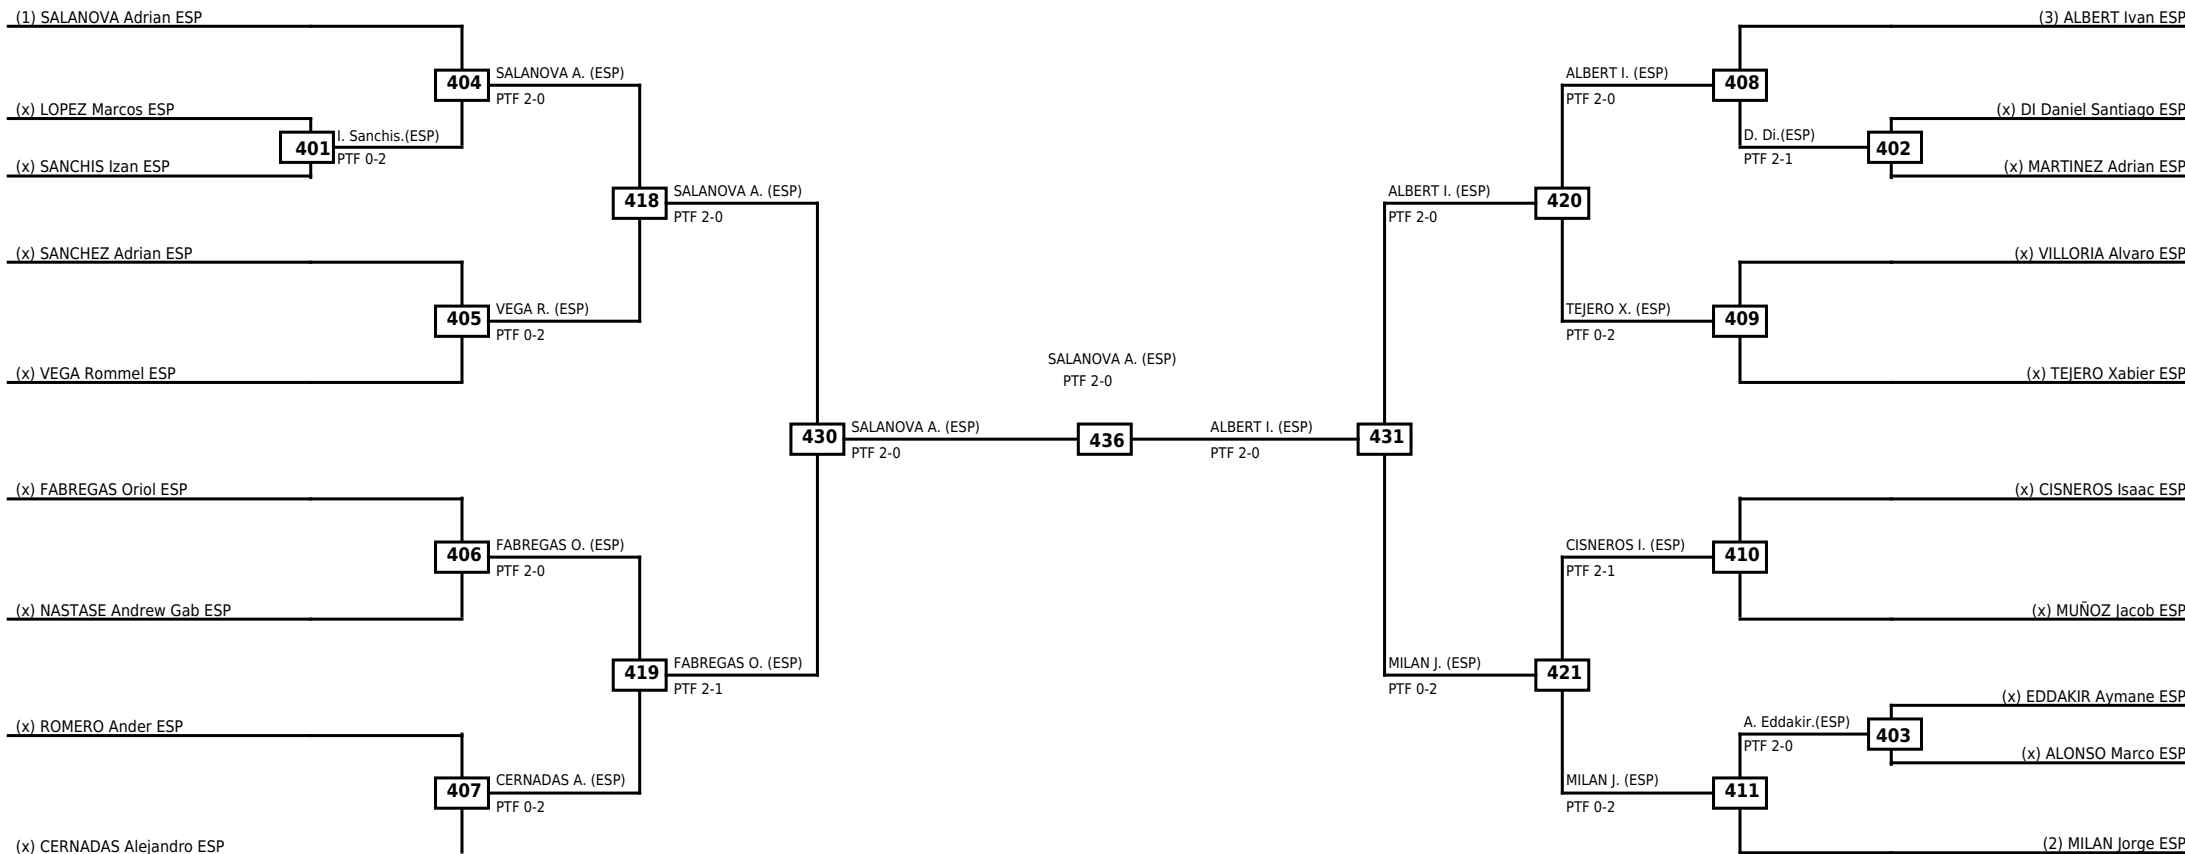 (1) SALANOVA Adrian ESP
404
SALANOVA A. (ESP)
PTF 2-0
(x) LOPEZ Marcos ESP
401
I. Sanchis.(ESP)
PTF 0-2
(x) SANCHIS Izan ESP
418
SALANOVA A. (ESP)
PTF 2-0
(x) SANCHEZ Adrian ESP
405
VEGA R. (ESP)
PTF 0-2
(x) VEGA Rommel ESP
430
SALANOVA A. (ESP)
PTF 2-0
(x) FABREGAS Oriol ESP
406
FABREGAS O. (ESP)
PTF 2-0
(x) NASTASE Andrew Gab ESP
419
FABREGAS O. (ESP)
PTF 2-1
(x) ROMERO Ander ESP
407
CERNADAS A. (ESP)
PTF 0-2
(x) CERNADAS Alejandro ESP
SALANOVA A. (ESP)
PTF 2-0
436
ALBERT I. (ESP)
PTF 2-0
431
(3) ALBERT Ivan ESP
ALBERT I. (ESP)
PTF 2-0
408
(x) DI Daniel Santiago ESP
D. Di.(ESP)
PTF 2-1
402
(x) MARTINEZ Adrian ESP
ALBERT I. (ESP)
PTF 2-0
420
(x) VILLORIA Alvaro ESP
TEJERO X. (ESP)
PTF 0-2
409
(x) TEJERO Xabier ESP
(x) CISNEROS Isaac ESP
CISNEROS I. (ESP)
PTF 2-1
410
(x) MUÑOZ Jacob ESP
MILAN J. (ESP)
PTF 0-2
421
(x) EDDAKIR Aymane ESP
A. Eddakir.(ESP)
PTF 2-0
403
(x) ALONSO Marco ESP
MILAN J. (ESP)
PTF 0-2
411
(2) MILAN Jorge ESP